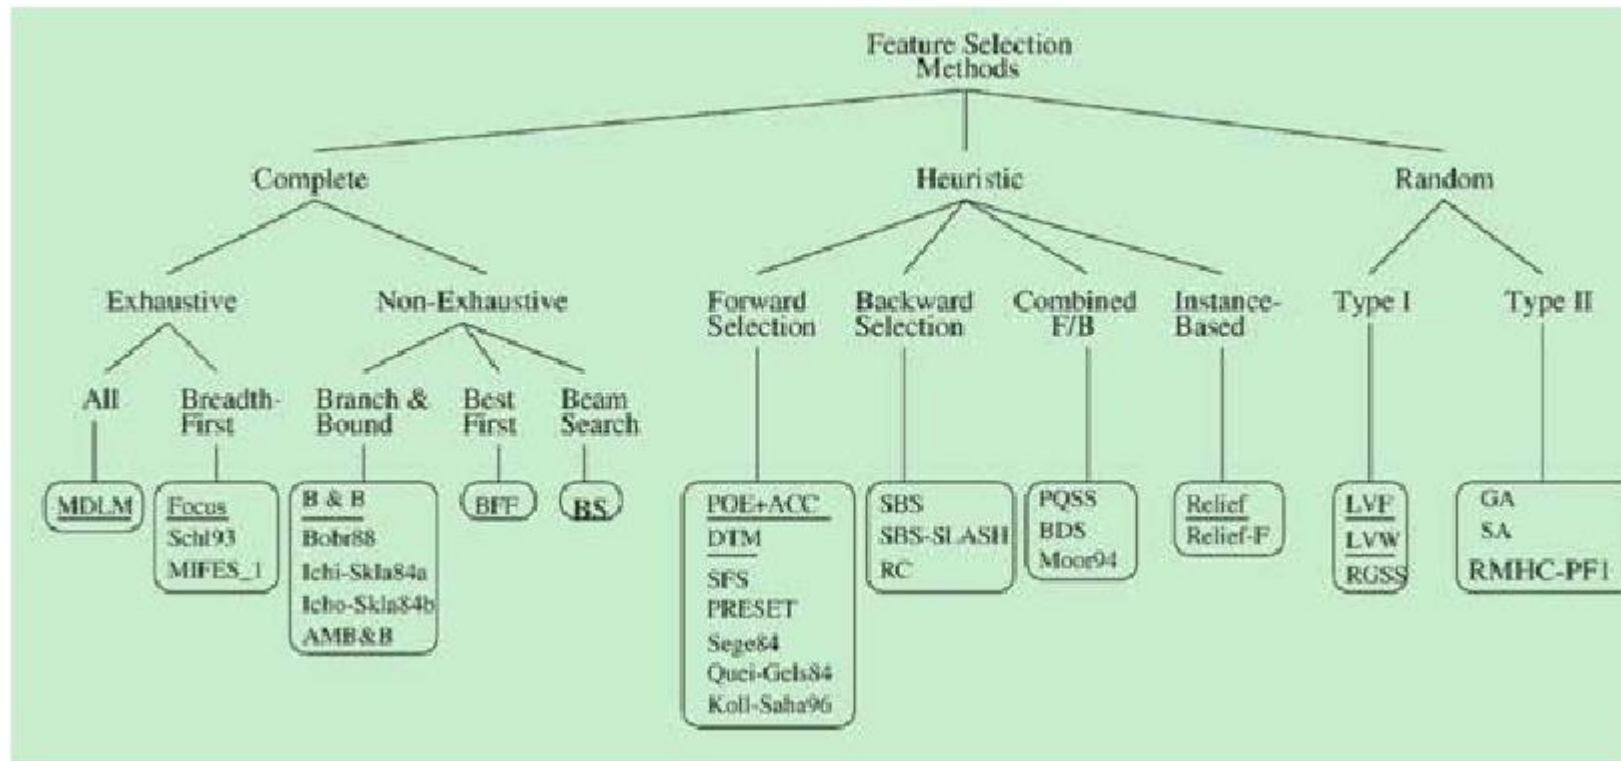 Feature Selection
Methods
Complete
Heuristic
Random
Exhaustive
Non-Exhaustive
Forward
Selection
Backward
Selection
Combined
F/B
Instance-
Based
Type I
Type II
All
Breadth-
First
Branch &
Bound
Best
First
Beam
Search
MDLM
Focus
Schl93
MIFES_1
B & B
Bobr88
Ichi-Skla84a
Icho-Skla84b
AMB&B
BFF
BS
POE+ACC
DTM
SFS
PRESET
Sege84
Quei-Gels84
Koll-Saha96
SBS
SBS-SLASH
RC
PQSS
BDS
Moor94
Relief
Relief-F
LVF
LVW
RGSS
GA
SA
RMHC-PF1